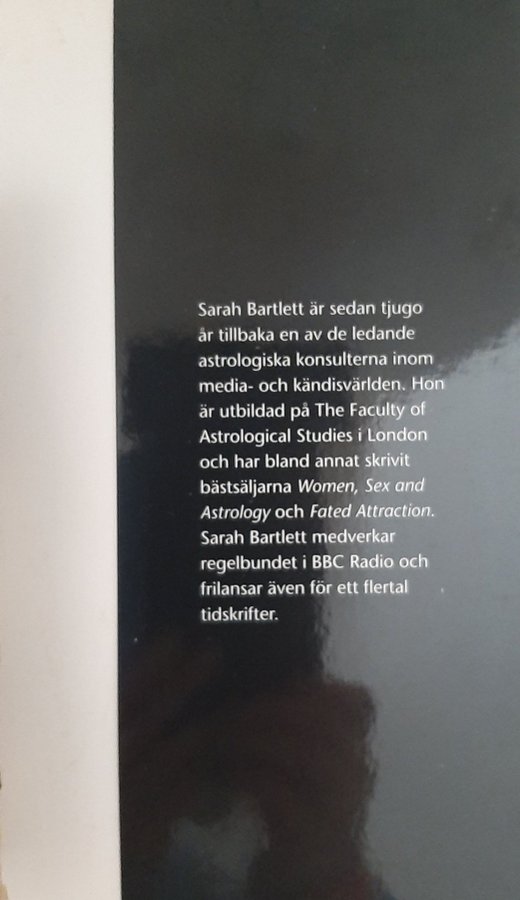 Sarah Bartlett är sedan tjugo
år tillbaka en av de ledande
astrologiska konsulterna inom
media- och kändisvärlden. Hon
är utbildad på The Faculty of
Astrological Studies i London
och har bland annat skrivit
bästsäljarna Women, Sex and
Astrology och Fated Attraction.
Sarah Bartlett medverkar
regelbundet i BBC Radio och
frilansar även för ett flertal
tidskrifter.